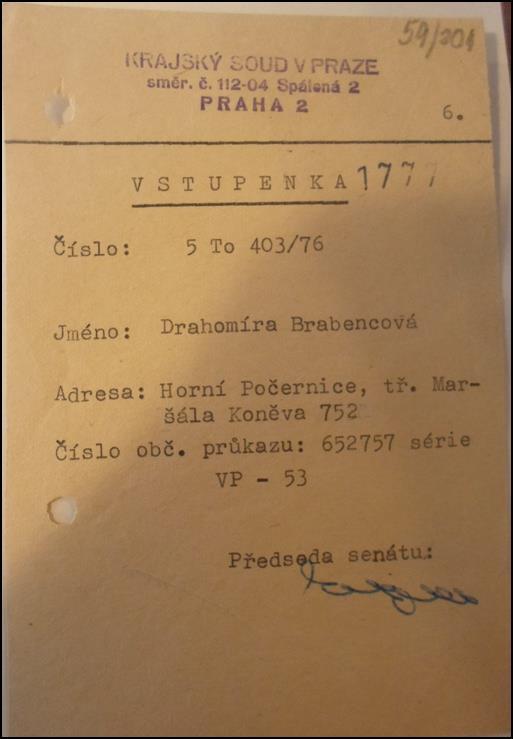 59/301
KRAJSKÝ SOUD V PRAZE
směr. č. 112-04 Spálená 2
PRAHA 2
6.
VSTUPENKA 1777
Číslo: 5 To 403/76
Jméno: Drahomíra Brabencová
Adresa: Horní Počernice, tř. Mar-
šála Koněva 752
Číslo obč. průkazu: 652757 série
VP - 53
Předseda senátu: